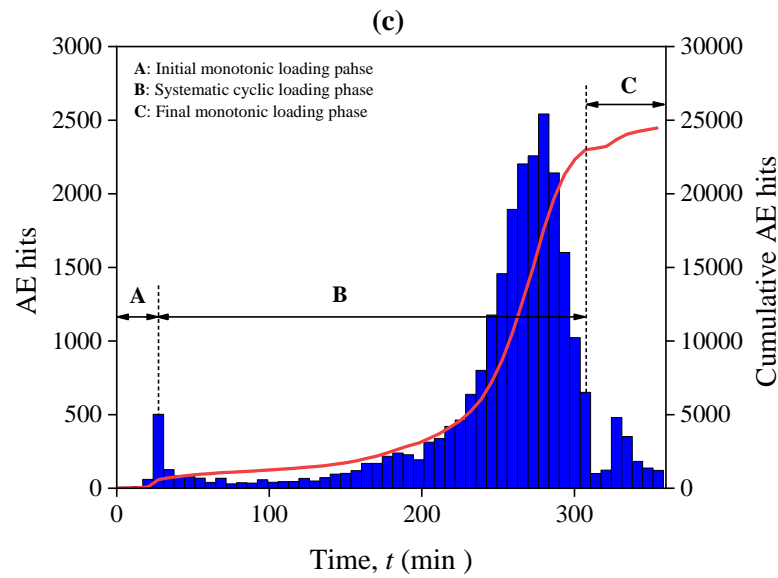 (c)
3000
2500
2000
1500
1000
500
0
AE hits
A: Initial monotonic loading pahse
B: Systematic cyclic loading phase
C: Final monotonic loading phase
A
B
C
30000
25000
20000
15000
10000
5000
0
Cumulative AE hits
0
100
200
300
Time, t (min )